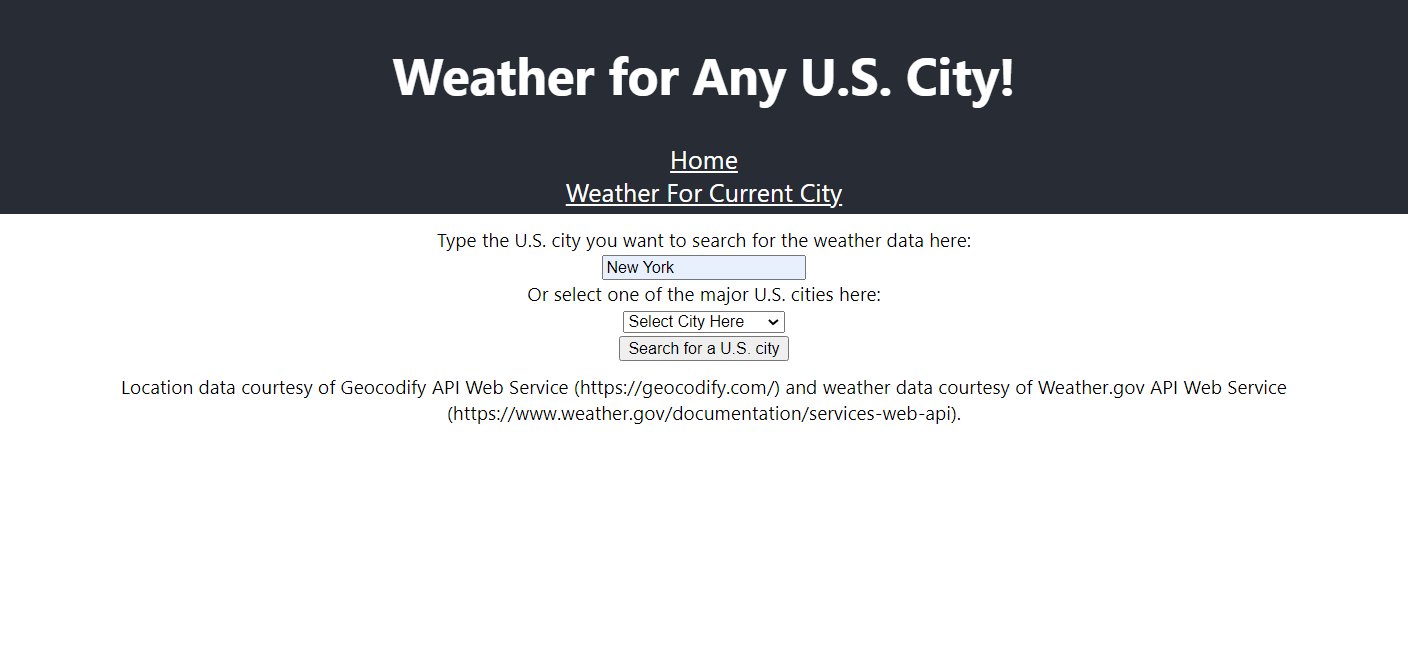 Weather for Any U.S. City!
Home
Weather For Current City
Type the U.S. city you want to search for the weather data here:
New York
Or select one of the major U.S. cities here:
Select City Here
Search for a U.S. city
Location data courtesy of Geocodify API Web Service (https://geocodify.com/) and weather data courtesy of Weather.gov API Web Service
(https://www.weather.gov/documentation/services-web-api).